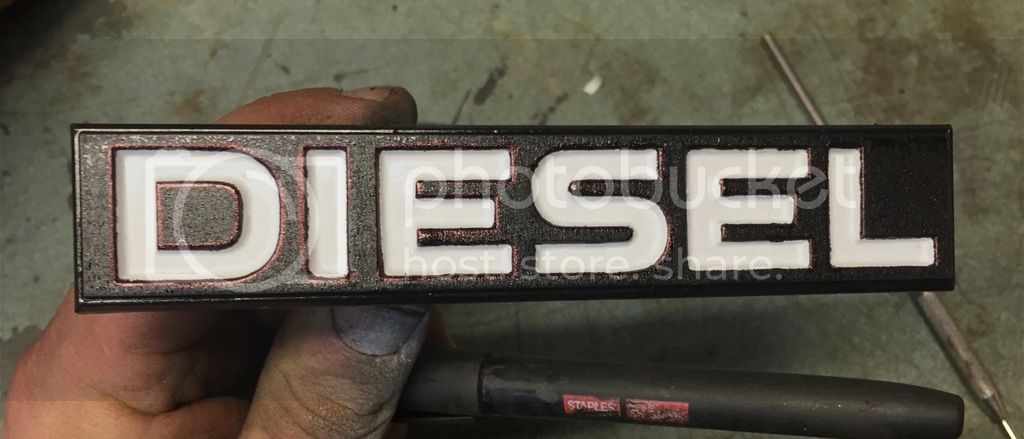 DIESEL
photobucket
host. store. share.
STAPLES